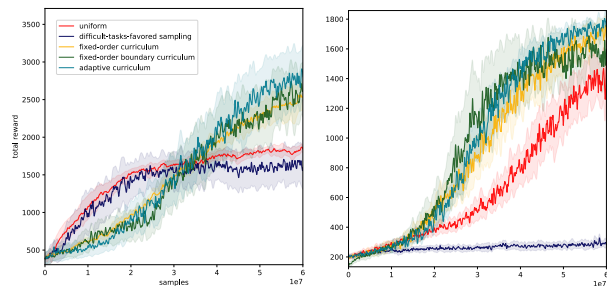 3500
3000
2500
2000
1500
1000
500
total reward
uniform
difficult-tasks-favored sampling
fixed-order curriculum
fixed-order boundary curriculum
adaptive curriculum
0 1 2 3 4 5 6
samples 1e7
1800
1600
1400
1200
1000
800
600
400
200
0 1 2 3 4 5 6
1e7